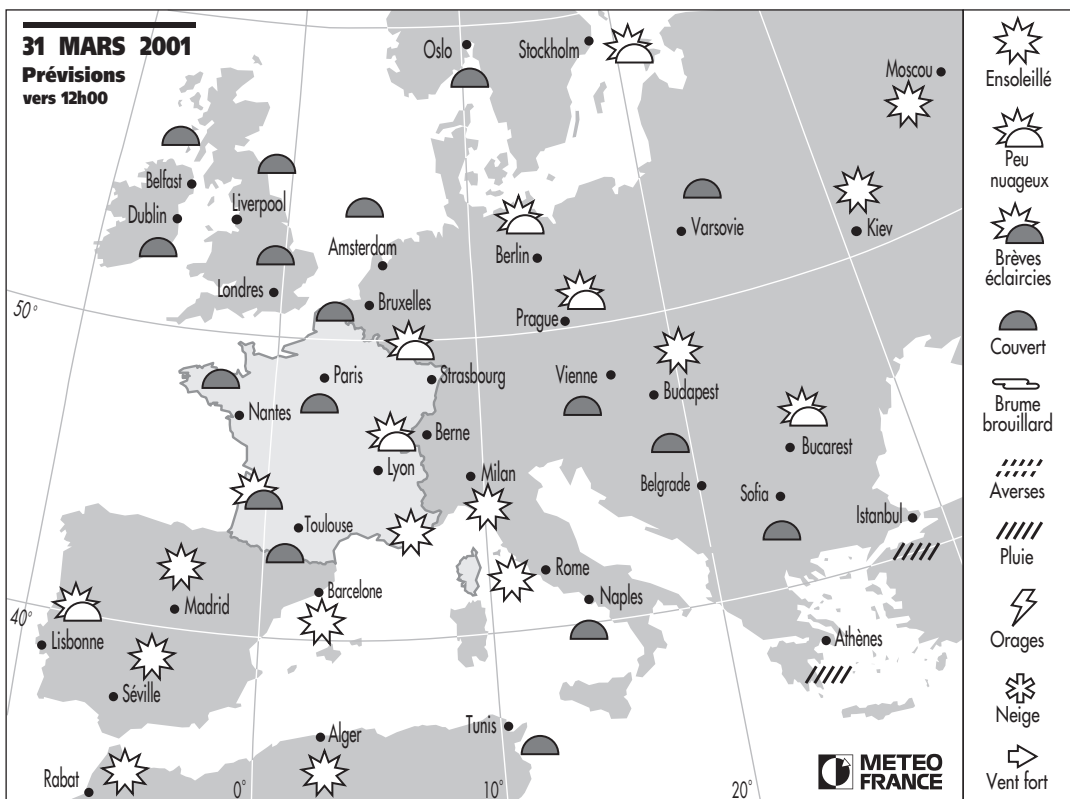 31 MARS 2001
Prévisions
vers 12h00
Oslo
Stockholm
Moscou
Belfast
Dublin
Liverpool
Amsterdam
Berlin
Varsovie
Kiev
Londres
Bruxelles
Prague
50°
Paris
Strasbourg
Vienne
Budapest
Nantes
Berne
Bucarest
Lyon
Milan
Belgrade
Sofia
Istanbul
Toulouse
Rome
Barcelone
Naples
Madrid
40°
Lisbonne
Athènes
Séville
Tunis
Alger
Rabat
0°
10°
20°
METEO
FRANCE
Ensoleillé
Peu
nuageux
Brèves
éclaircies
Couvert
Brume
brouillard
Averses
Pluie
Orages
Neige
Vent fort